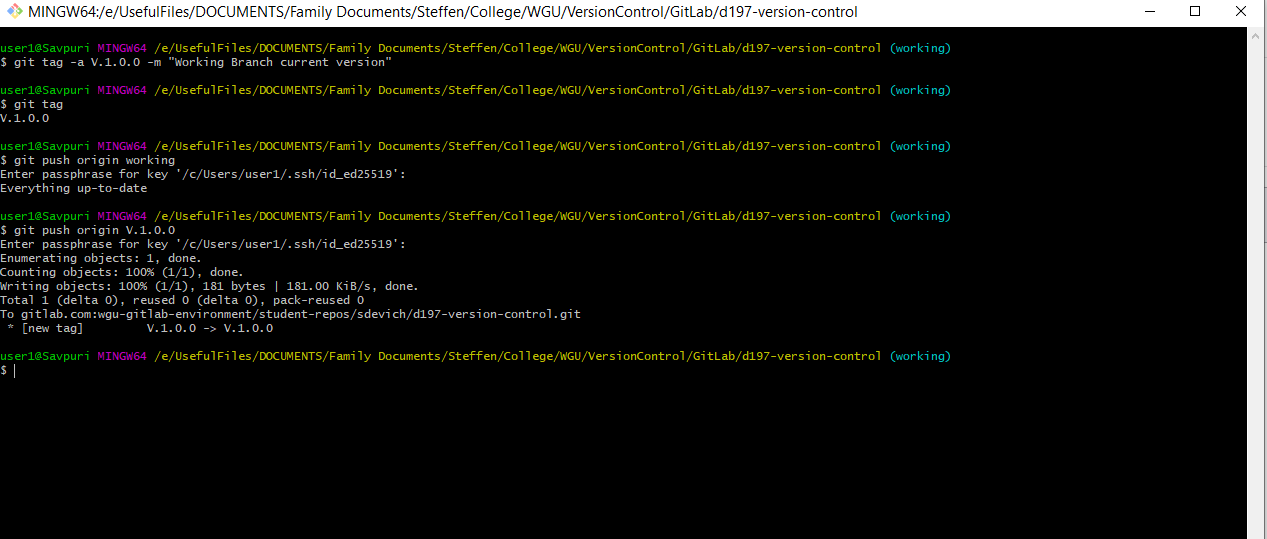 MINGW64:/e/UsefulFiles/DOCUMENTS/Family Documents/Steffen/College/WGU/VersionControl/GitLab/d197-version-control
user1@Savpuri MINGW64 /e/UsefulFiles/DOCUMENTS/Family Documents/Steffen/College/WGU/VersionControl/GitLab/d197-version-control (working)
$ git tag -a V.1.0.0 -m "Working Branch current version"
user1@Savpuri MINGW64 /e/UsefulFiles/DOCUMENTS/Family Documents/Steffen/College/WGU/VersionControl/GitLab/d197-version-control (working)
$ git tag
V.1.0.0
user1@Savpuri MINGW64 /e/UsefulFiles/DOCUMENTS/Family Documents/Steffen/College/WGU/VersionControl/GitLab/d197-version-control (working)
$ git push origin working
Enter passphrase for key '/c/Users/user1/.ssh/id_ed25519':
Everything up-to-date
user1@Savpuri MINGW64 /e/UsefulFiles/DOCUMENTS/Family Documents/Steffen/College/WGU/VersionControl/GitLab/d197-version-control (working)
$ git push origin V.1.0.0
Enter passphrase for key '/c/Users/user1/.ssh/id_ed25519':
Enumerating objects: 1, done.
Counting objects: 100% (1/1), done.
Writing objects: 100% (1/1), 181 bytes | 181.00 KiB/s, done.
Total 1 (delta 0), reused 0 (delta 0), pack-reused 0
To gitlab.com:wgu-gitlab-environment/student-repos/sdevich/d197-version-control.git
 * [new tag]         V.1.0.0 -> V.1.0.0
user1@Savpuri MINGW64 /e/UsefulFiles/DOCUMENTS/Family Documents/Steffen/College/WGU/VersionControl/GitLab/d197-version-control (working)
$